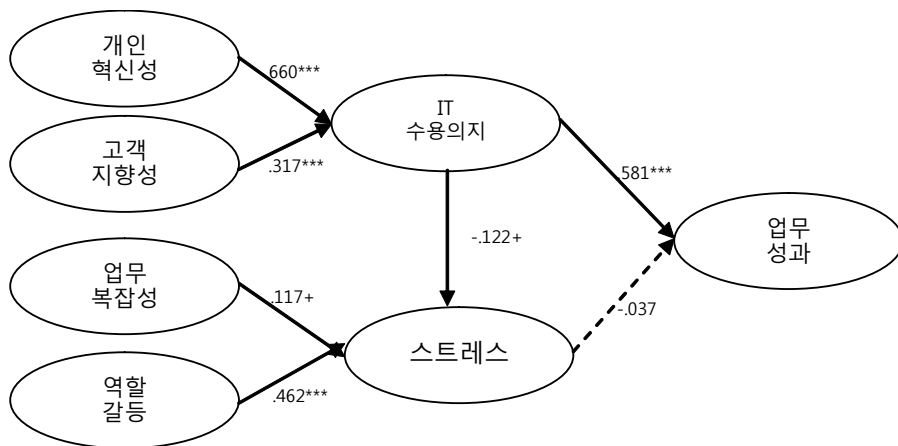 개인
혁신성
660***
IT
수용의지
고객
지향성
.317***
.581***
업무
성과
-.122+
업무
복잡성
.117+
-.037
스트레스
역할
갈등
.462***